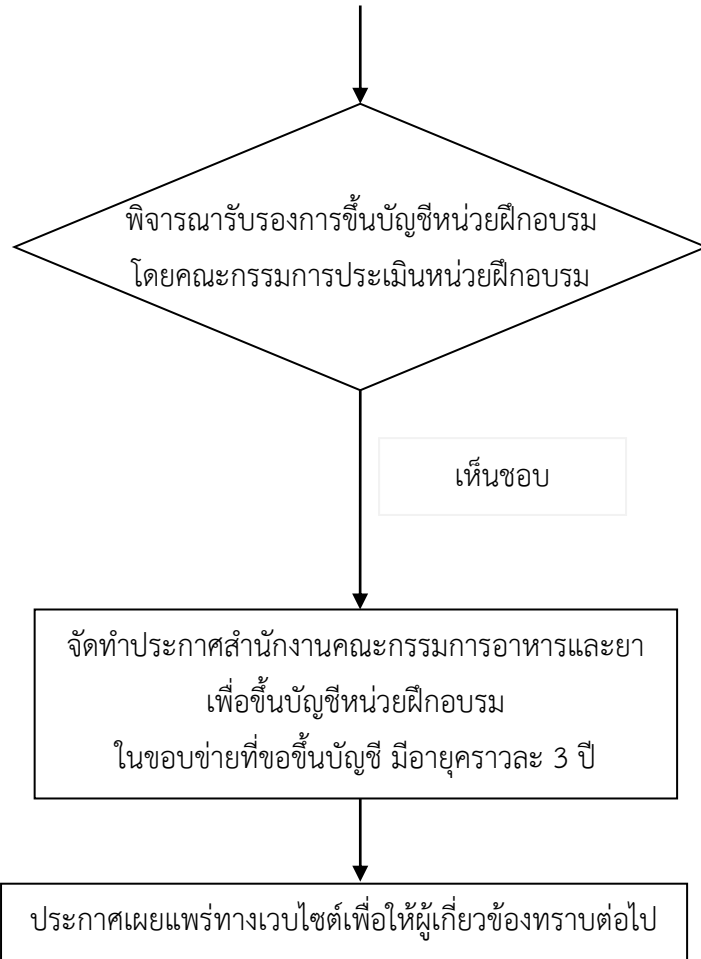 พิจารณารับรองการขึ้นบัญชีหน่วยฝึกอบรม
โดยคณะกรรมการประเมินหน่วยฝึกอบรม
เห็นชอบ
จัดทำประกาศสำนักงานคณะกรรมการอาหารและยา
เพื่อขึ้นบัญชีหน่วยฝึกอบรม
ในขอบข่ายที่ขอขึ้นบัญชี มีอายุคราวละ 3 ปี
ประกาศเผยแพร่ทางเวบไซต์เพื่อให้ผู้เกี่ยวข้องทราบต่อไป